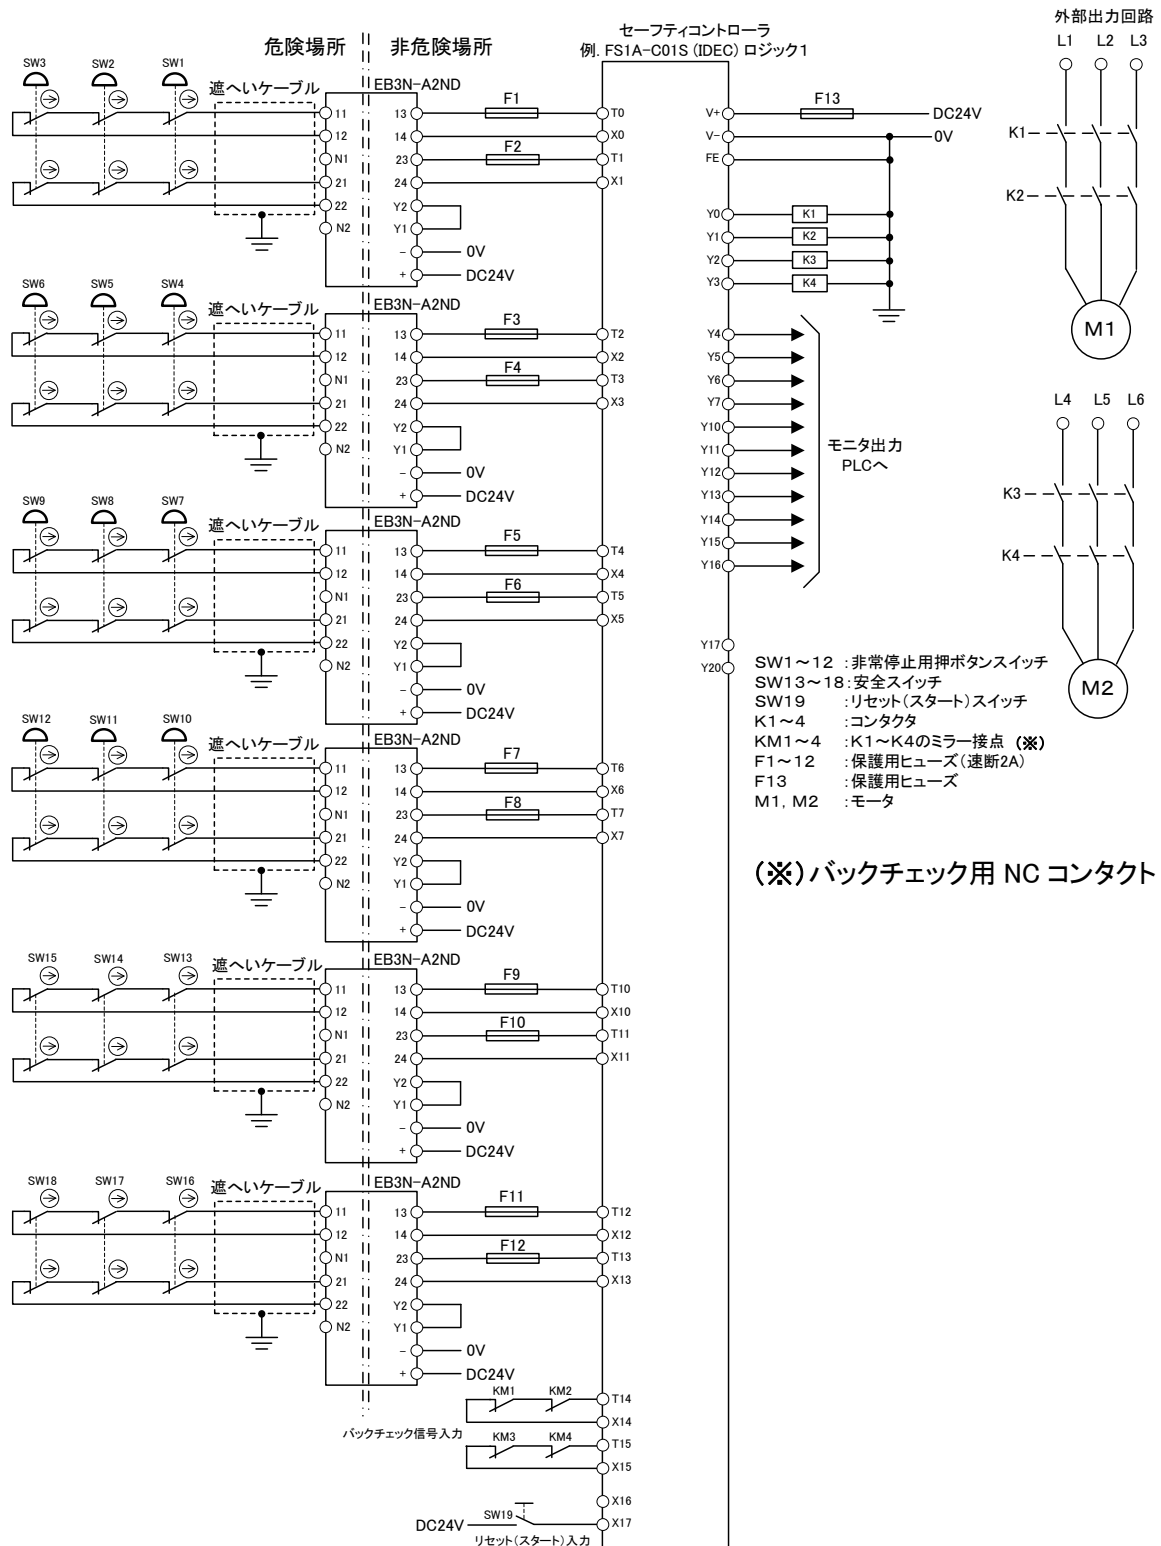 危険場所
非危険場所
セーフティコントローラ
例. FS1A-C01S (IDEC) ロジック1
外部出力回路
L1 L2 L3
K1
K2
M1
L4 L5 L6
K3
K4
M2
SW3 SW2 SW1
遮へいケーブル
EB3N-A2ND
11
12
N1
21
22
N2
13
14
23
24
Y2
Y1
-
+
0V
DC24V
F1
F2
T0
X0
T1
X1
SW6 SW5 SW4
遮へいケーブル
EB3N-A2ND
11
12
N1
21
22
N2
13
14
23
24
Y2
Y1
-
+
0V
DC24V
F3
F4
T2
X2
T3
X3
SW9 SW8 SW7
遮へいケーブル
EB3N-A2ND
11
12
N1
21
22
N2
13
14
23
24
Y2
Y1
-
+
0V
DC24V
F5
F6
T4
X4
T5
X5
SW12 SW11 SW10
遮へいケーブル
EB3N-A2ND
11
12
N1
21
22
N2
13
14
23
24
Y2
Y1
-
+
0V
DC24V
F7
F8
T6
X6
T7
X7
SW15 SW14 SW13
遮へいケーブル
EB3N-A2ND
11
12
N1
21
22
N2
13
14
23
24
Y2
Y1
-
+
0V
DC24V
F9
F10
T10
X10
T11
X11
SW18 SW17 SW16
遮へいケーブル
EB3N-A2ND
11
12
N1
21
22
N2
13
14
23
24
Y2
Y1
-
+
0V
DC24V
F11
F12
T12
X12
T13
X13
KM1 KM2
T14
X14
バックチェック信号入力
KM3 KM4
T15
X15
X16
DC24V SW19 X17
リセット(スタート)入力
V+ F13 DC24V
V- 0V
FE
Y0 K1
Y1 K2
Y2 K3
Y3 K4
Y4
Y5
Y6
Y7
Y10
Y11
Y12
Y13
Y14
Y15
Y16
モニタ出力
PLCへ
Y17
Y20
SW1~12 :非常停止用押ボタンスイッチ
SW13~18:安全スイッチ
SW19 :リセット(スタート)スイッチ
K1~4 :コンタクタ
KM1~4 :K1~K4のミラー接点 (※)
F1~12 :保護用ヒューズ(速断2A)
F13 :保護用ヒューズ
M1, M2 :モータ
(※)バックチェック用 NC コンタクト